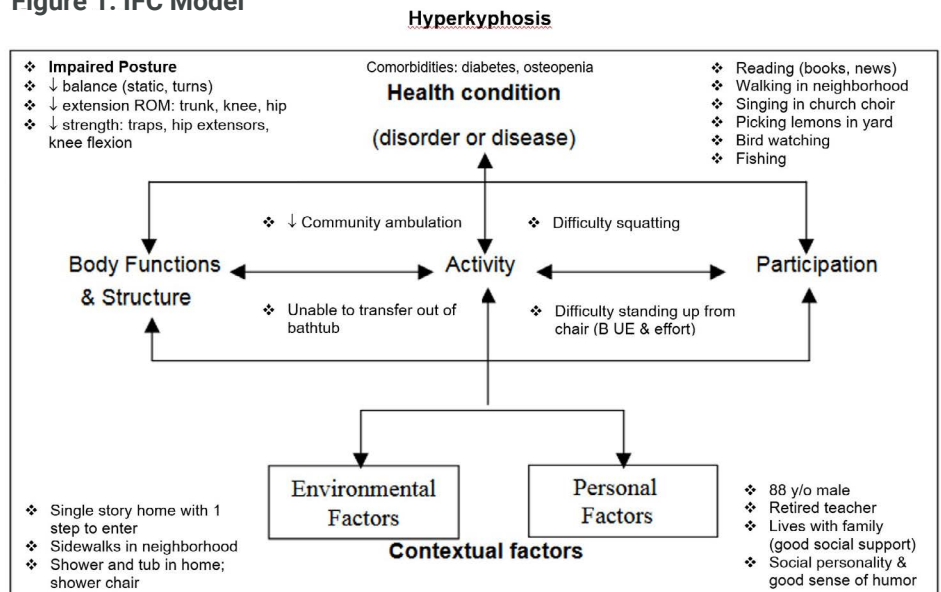 Figure 1. IFC Model
Hyperkyphosis
❖ Impaired Posture
❖ ↓ balance (static, turns)
❖ ↓ extension ROM: trunk, knee, hip
❖ ↓ strength: traps, hip extensors,
knee flexion
Comorbidities: diabetes, osteopenia
Health condition
(disorder or disease)
❖ Reading (books, news)
❖ Walking in neighborhood
❖ Singing in church choir
❖ Picking lemons in yard
❖ Bird watching
❖ Fishing
❖ ↓ Community ambulation
❖ Difficulty squatting
Body Functions
& Structure
Activity
Participation
❖ Unable to transfer out of
bathtub
❖ Difficulty standing up from
chair (B UE & effort)
Environmental
Factors
Personal
Factors
Contextual factors
❖ Single story home with 1
step to enter
❖ Sidewalks in neighborhood
❖ Shower and tub in home;
shower chair
❖ 88 y/o male
❖ Retired teacher
❖ Lives with family
(good social support)
❖ Social personality &
good sense of humor